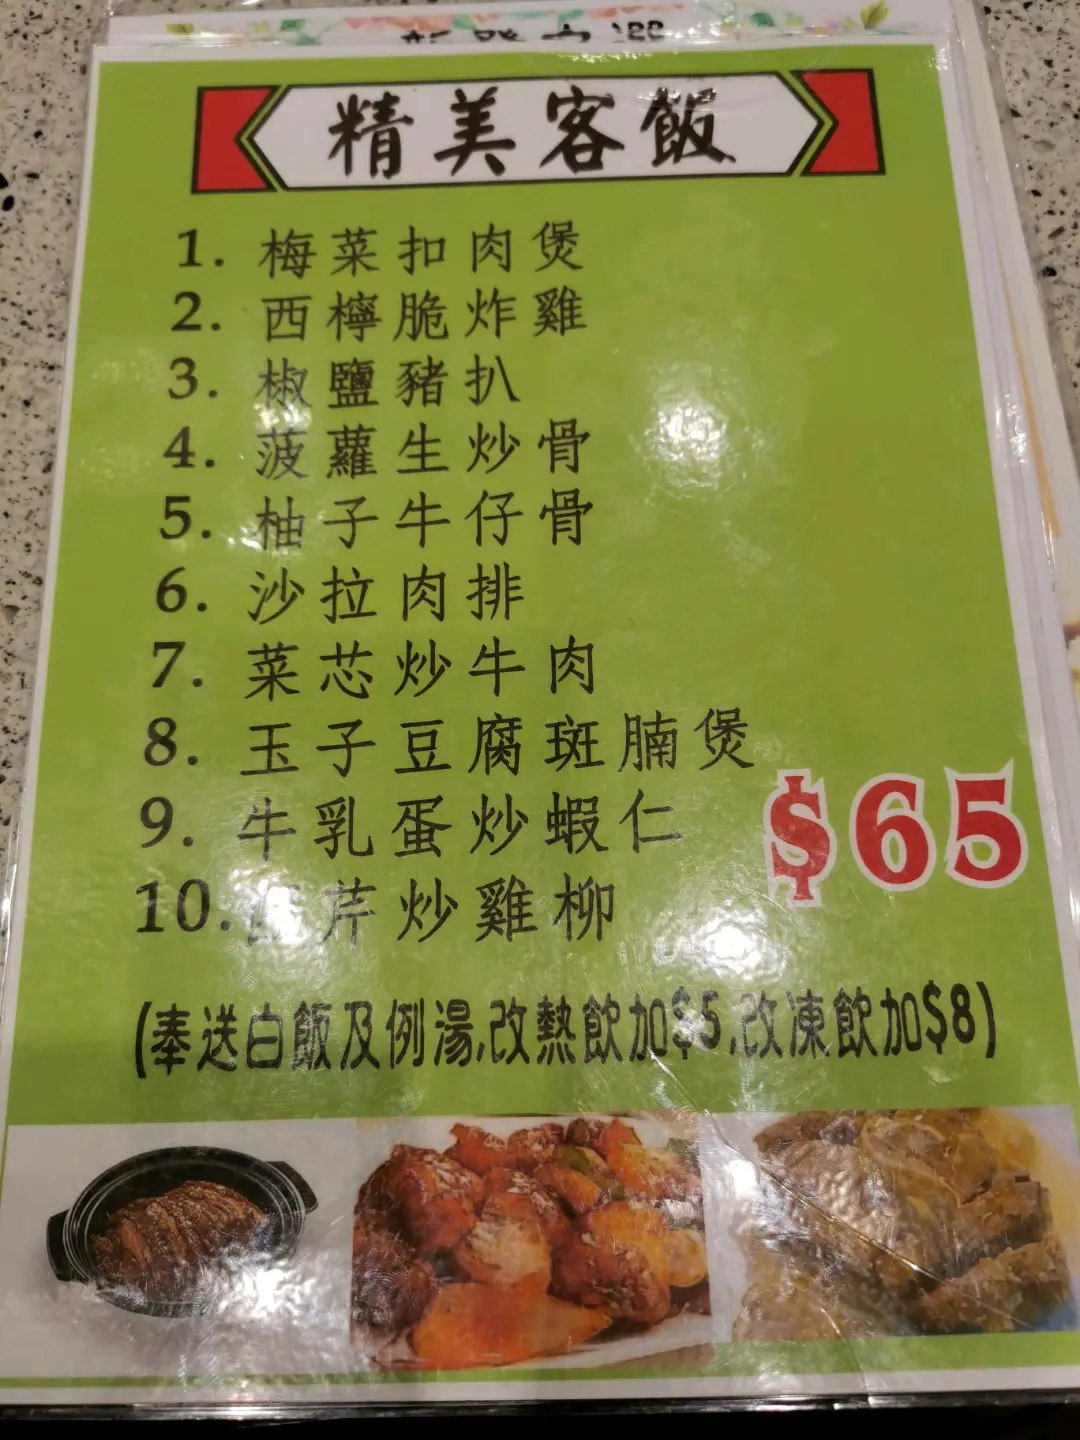 精美客飯
1. 梅菜扣肉煲
2. 西檸脆炸雞
3. 椒鹽豬扒
4. 菠蘿生炒骨
5. 柚子牛仔骨
6. 沙拉肉排
7. 菜芯炒牛肉
8. 玉子豆腐斑腩煲
9. 牛乳蛋炒蝦仁
10. 芹炒雞柳
$65
(奉送白飯及例湯,改熱飲加$5,改凍飲加$8)